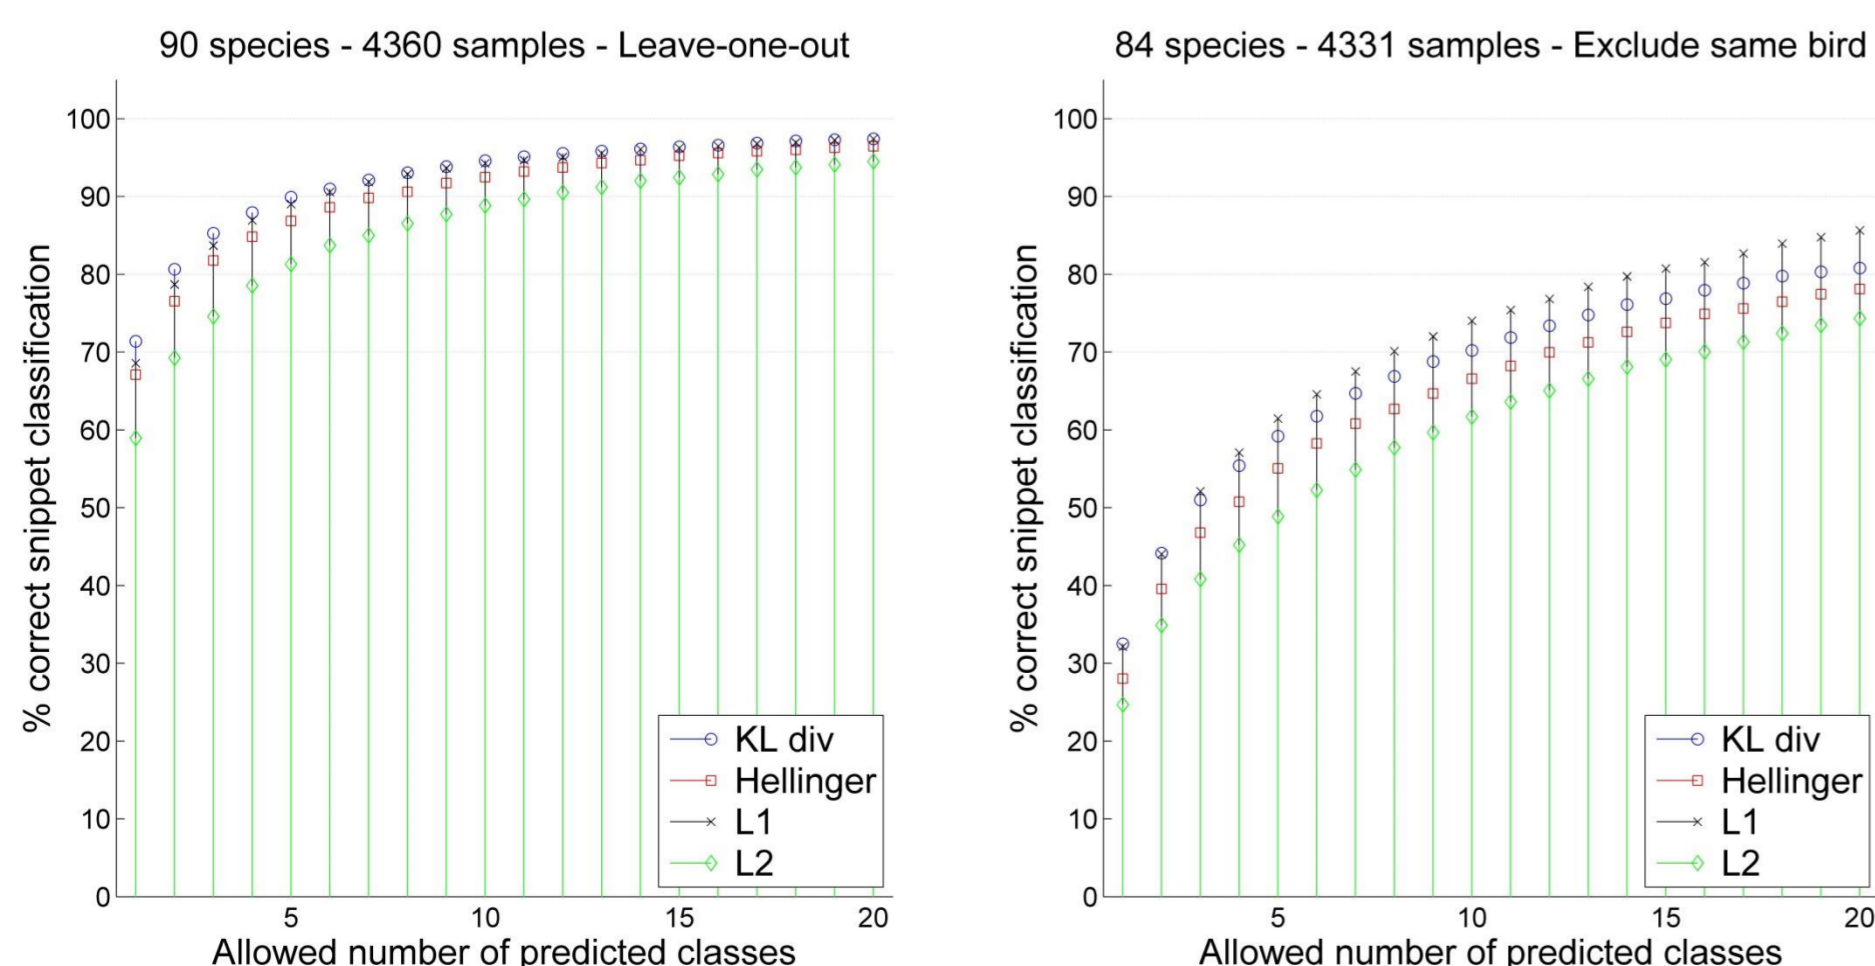 90 species - 4360 samples - Leave-one-out
% correct snippet classification
100
90
80
70
60
50
40
30
20
10
0
5 10 15 20
Allowed number of predicted classes
KL div
Hellinger
L1
L2
84 species - 4331 samples - Exclude same bird
% correct snippet classification
100
90
80
70
60
50
40
30
20
10
0
5 10 15 20
Allowed number of predicted classes
KL div
Hellinger
L1
L2